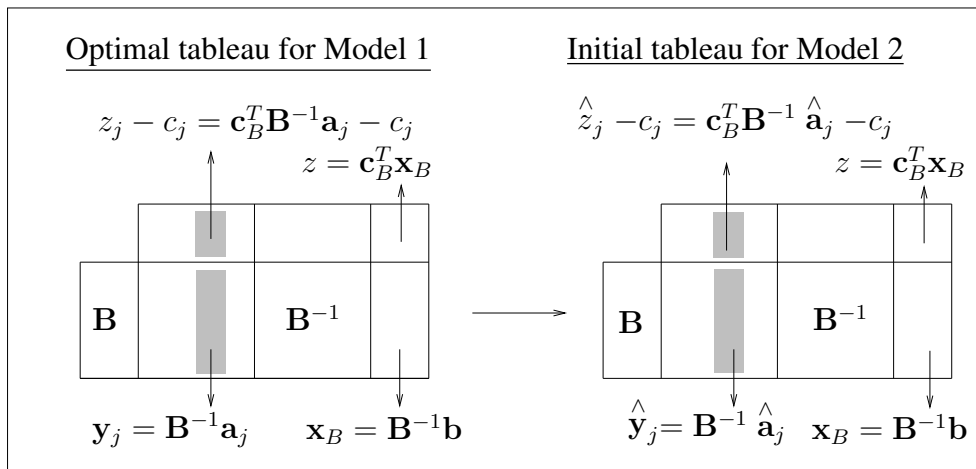 Optimal tableau for Model 1
z_j − c_j = c_B^T B^{−1} a_j − c_j
z = c_B^T x_B
B
B^{−1}
y_j = B^{−1} a_j
x_B = B^{−1} b
Initial tableau for Model 2
ẑ_j − c_j = c_B^T B^{−1} â_j − c_j
z = c_B^T x_B
B
B^{−1}
ŷ_j = B^{−1} â_j
x_B = B^{−1} b